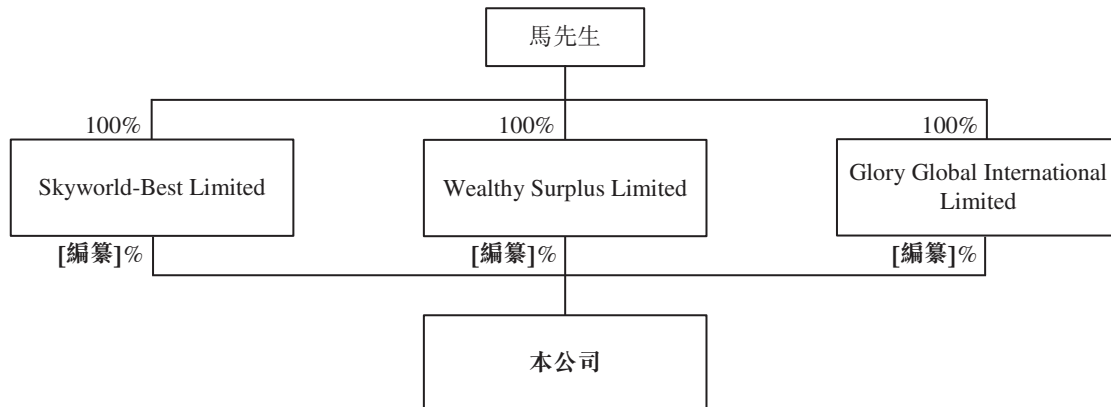 馬先生
100%
100%
100%
Skyworld-Best Limited
Wealthy Surplus Limited
Glory Global International
Limited
[編纂]%
[編纂]%
[編纂]%
本公司